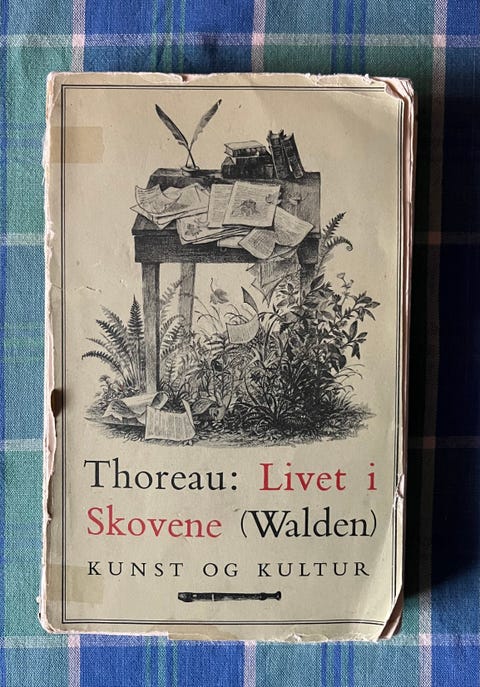 Thoreau: Livet i
Skovene (Walden)
KUNST OG KULTUR